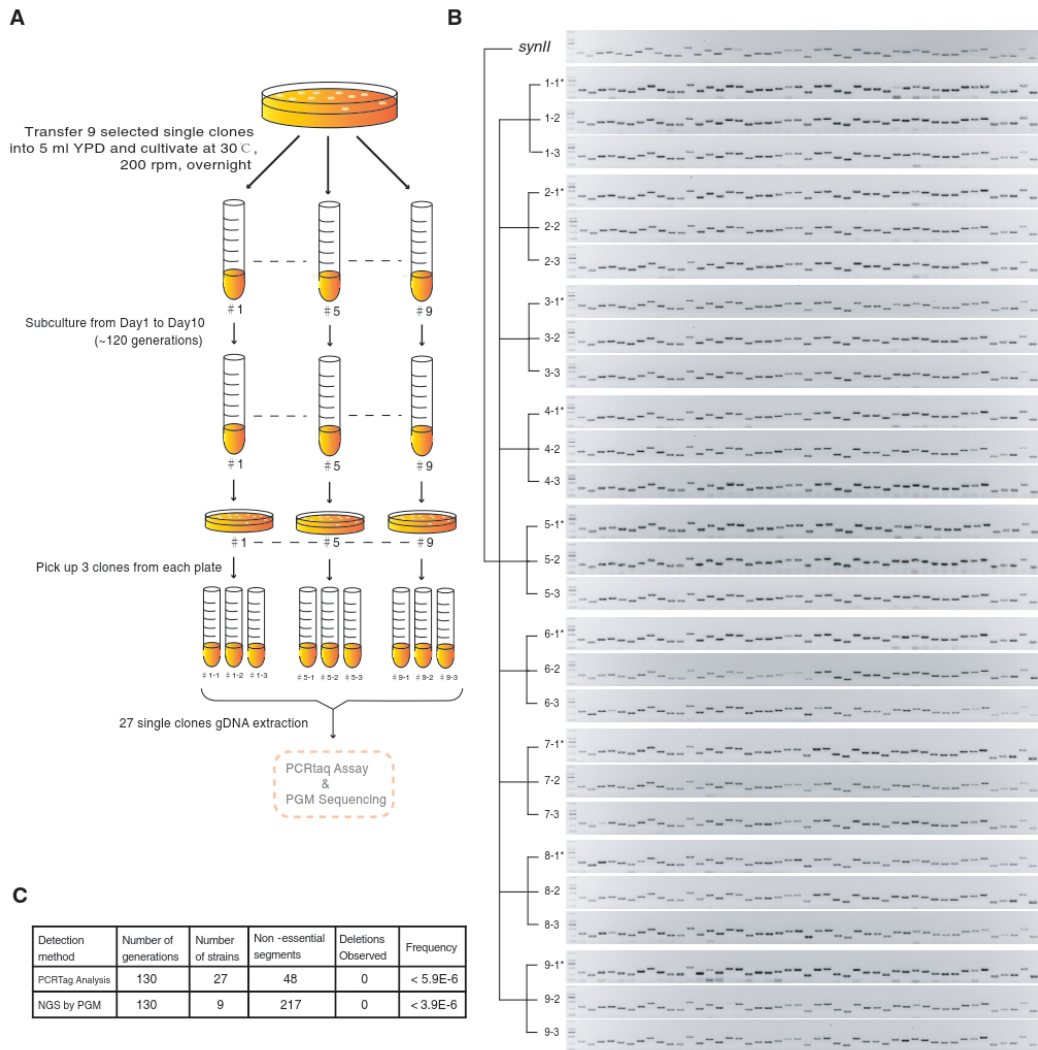 A
Transfer 9 selected single clones
into 5 ml YPD and cultivate at 30℃,
200 rpm, overnight
#1
#5
#9
Subculture from Day1 to Day10
(~120 generations)
#1
#5
#9
#1
#5
#9
Pick up 3 clones from each plate
#1-1 #1-2 #1-3
#5-1 #5-2 #5-3
#9-1 #9-2 #9-3
27 single clones gDNA extraction
PCRtaq Assay
&
PGM Sequencing
B
synII
1-1*
1-2
1-3
2-1*
2-2
2-3
3-1*
3-2
3-3
4-1*
4-2
4-3
5-1*
5-2
5-3
6-1*
6-2
6-3
7-1*
7-2
7-3
8-1*
8-2
8-3
9-1*
9-2
9-3
C
Detection method Number of generations Number of strains Non -essential segments Deletions Observed Frequency
PCRTag Analysis 130 27 48 0 < 5.9E-6
NGS by PGM 130 9 217 0 < 3.9E-6